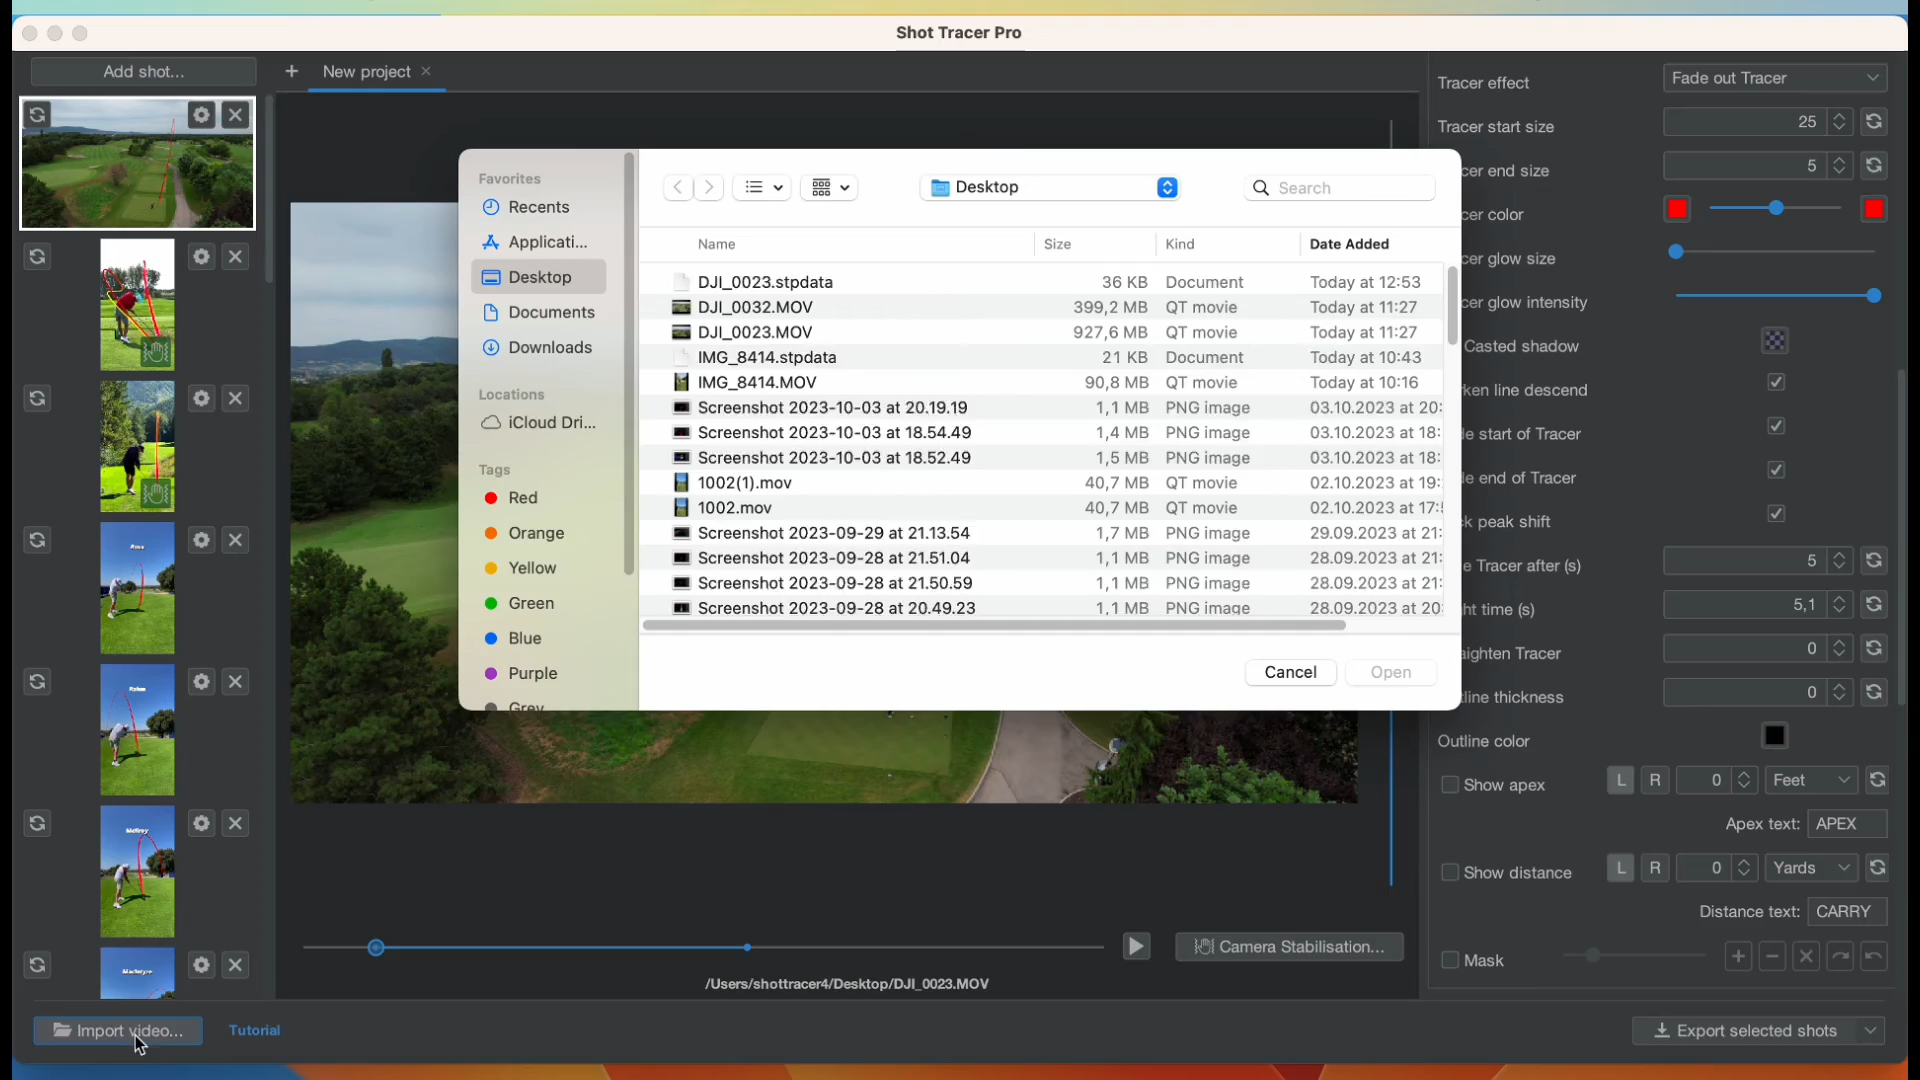 Shot Tracer Pro
Add shot...
+ New project ×
Favorites
Recents
Applicati...
Desktop
Documents
Downloads
Locations
iCloud Dri...
Tags
Red
Orange
Yellow
Green
Blue
Purple
Grey
Desktop
Search
Name Size Kind Date Added
DJI_0023.stpdata 36 KB Document Today at 12:53
DJI_0032.MOV 399,2 MB QT movie Today at 11:27
DJI_0023.MOV 927,6 MB QT movie Today at 11:27
IMG_8414.stpdata 21 KB Document Today at 10:43
IMG_8414.MOV 90,8 MB QT movie Today at 10:16
Screenshot 2023-10-03 at 20.19.19 1,1 MB PNG image 03.10.2023 at 20:
Screenshot 2023-10-03 at 18.54.49 1,4 MB PNG image 03.10.2023 at 18:
Screenshot 2023-10-03 at 18.52.49 1,5 MB PNG image 03.10.2023 at 18:
1002(1).mov 40,7 MB QT movie 02.10.2023 at 19:
1002.mov 40,7 MB QT movie 02.10.2023 at 17:
Screenshot 2023-09-29 at 21.13.54 1,7 MB PNG image 29.09.2023 at 21:
Screenshot 2023-09-28 at 21.51.04 1,1 MB PNG image 28.09.2023 at 21:
Screenshot 2023-09-28 at 21.50.59 1,1 MB PNG image 28.09.2023 at 21:
Screenshot 2023-09-28 at 20.49.23 1,1 MB PNG image 28.09.2023 at 20:
Cancel Open
Tracer effect Fade out Tracer
Tracer start size 25
cer end size 5
cer color
cer glow size
cer glow intensity
Casted shadow
ken line descend
e start of Tracer
e end of Tracer
k peak shift
e Tracer after (s) 5
ht time (s) 5,1
aighten Tracer 0
line thickness 0
Outline color
Show apex L R 0 Feet
Apex text: APEX
Show distance L R 0 Yards
Distance text: CARRY
Mask
Camera Stabilisation...
/Users/shottracer4/Desktop/DJI_0023.MOV
Import video...
Tutorial
Export selected shots